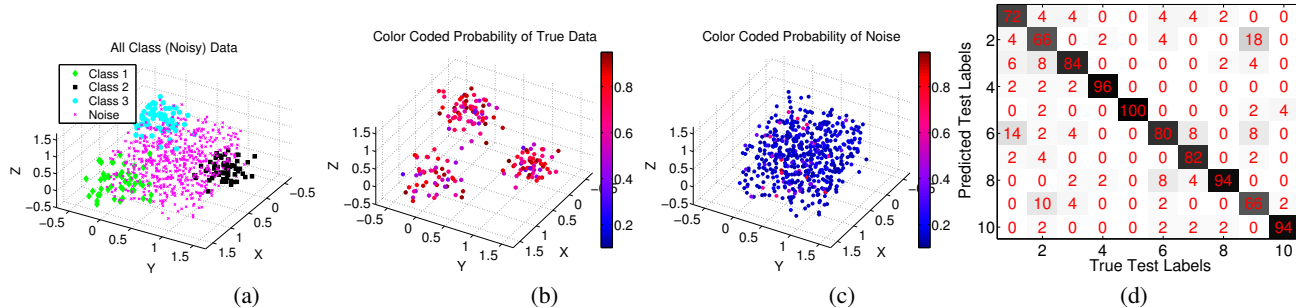 All Class (Noisy) Data
Class 1
Class 2
Class 3
Noise
1.5
1
0.5
0
−0.5
Z
−0.5
0
0.5
1
1.5
Y
−0.5
0
0.5
1
1.5
X
(a)
Color Coded Probability of True Data
1.5
1
0.5
0
−0.5
Z
−0.5
0
0.5
1
1.5
Y
0
0.5
1
1.5
X
0.8
0.6
0.4
0.2
(b)
Color Coded Probability of Noise
1.5
1
0.5
0
−0.5
Z
−0.5
0
0.5
1
1.5
Y
0
0.5
1
1.5
X
0.8
0.6
0.4
0.2
(c)
Predicted Test Labels
2
4
6
8
10
72 4 4 0 0 4 4 2 0 0
4 66 0 2 0 4 0 0 18 0
6 8 84 0 0 0 0 2 4 0
2 2 2 96 0 0 0 0 0 0
0 2 0 0 100 0 0 0 2 4
14 2 4 0 0 80 8 0 8 0
2 4 0 0 0 0 82 0 2 0
0 0 2 2 0 8 4 94 0 0
0 10 4 0 0 2 0 0 66 2
0 2 0 0 0 2 2 2 0 94
2 4 6 8 10
True Test Labels
(d)